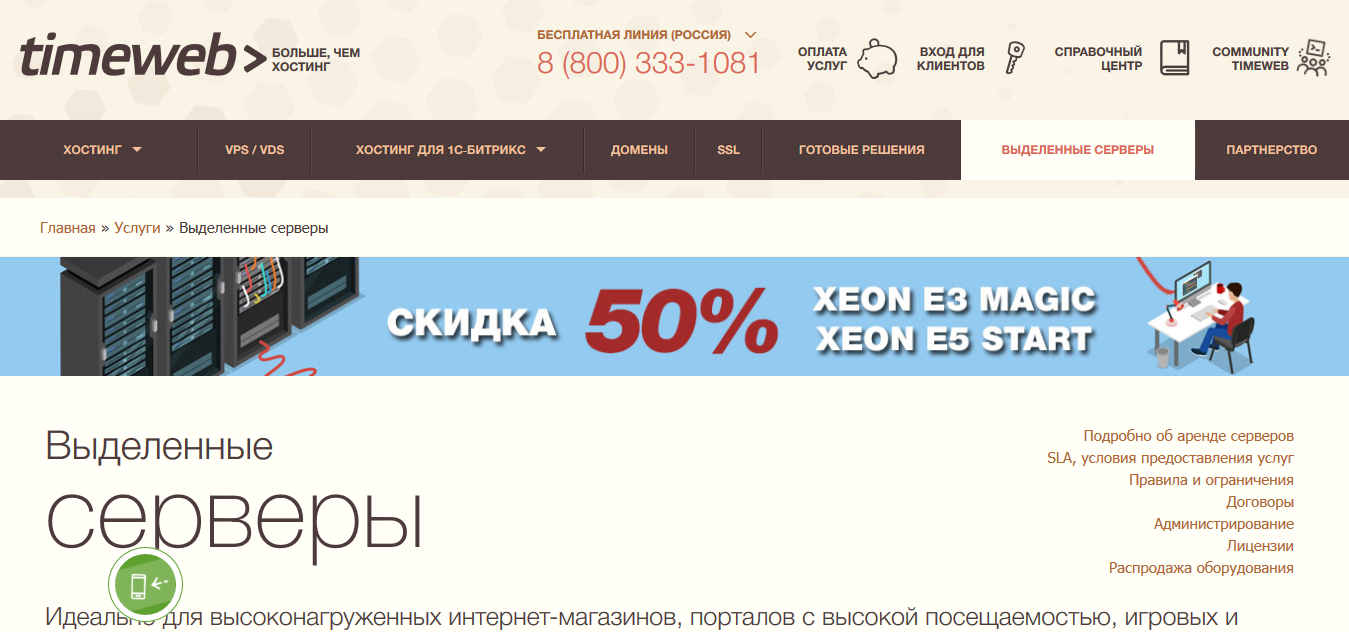 timeweb
БОЛЬШЕ, ЧЕМ
ХОСТИНГ
БЕСПЛАТНАЯ ЛИНИЯ (РОССИЯ)
8 (800) 333-1081
ОПЛАТА
УСЛУГ
ВХОД ДЛЯ
КЛИЕНТОВ
СПРАВОЧНЫЙ
ЦЕНТР
COMMUNITY
TIMEWEB
ХОСТИНГ
VPS / VDS
ХОСТИНГ ДЛЯ 1С-БИТРИКС
ДОМЕНЫ
SSL
ГОТОВЫЕ РЕШЕНИЯ
ВЫДЕЛЕННЫЕ СЕРВЕРЫ
ПАРТНЕРСТВО
Главная » Услуги » Выделенные серверы
СКИДКА 50%
XEON E3 MAGIC
XEON E5 START
Выделенные
серверы
Подробно об аренде серверов
SLA, условия предоставления услуг
Правила и ограничения
Договоры
Администрирование
Лицензии
Распродажа оборудования
Идеально для высоконагруженных интернет-магазинов, порталов с высокой посещаемостью, игровых и